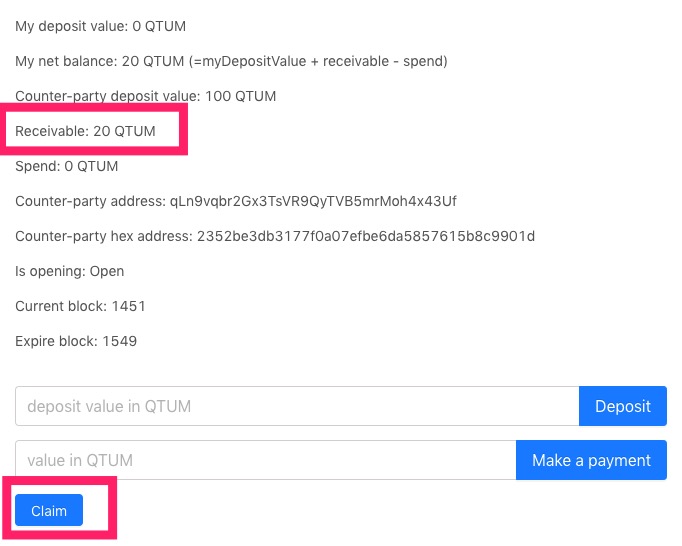 My deposit value: 0 QTUM
My net balance: 20 QTUM (=myDepositValue + receivable - spend)
Counter-party deposit value: 100 QTUM
Receivable: 20 QTUM
Spend: 0 QTUM
Counter-party address: qLn9vqbr2Gx3TsVR9QyTVB5mrMoh4x43Uf
Counter-party hex address: 2352be3db3177f0a07efbe6da5857615b8c9901d
Is opening: Open
Current block: 1451
Expire block: 1549
deposit value in QTUM Deposit
value in QTUM Make a payment
Claim